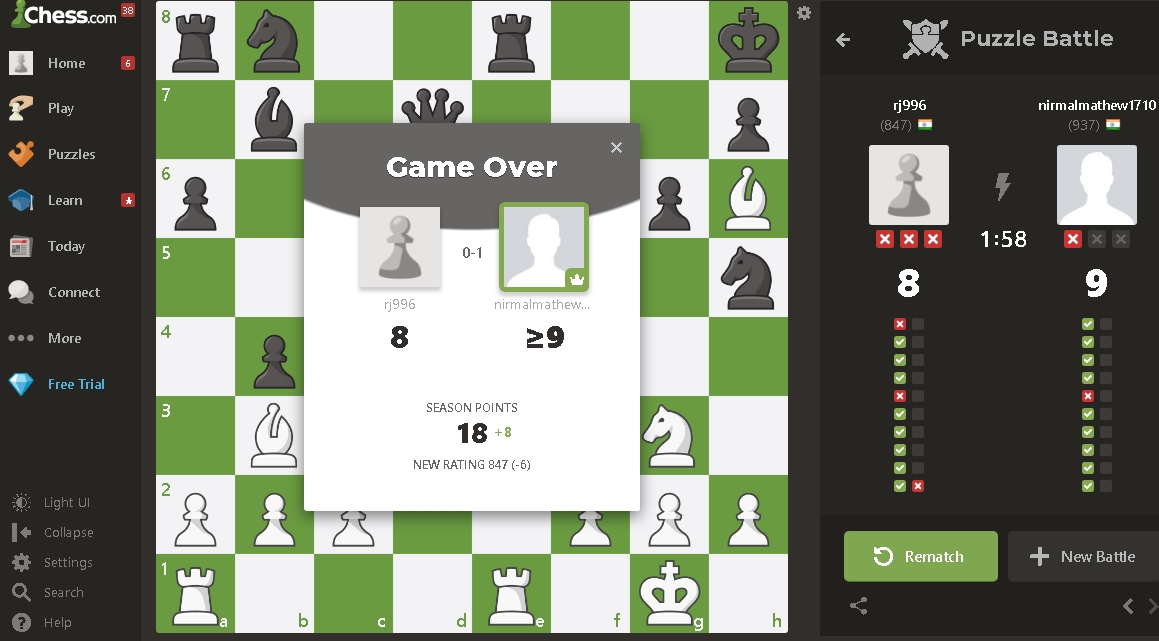 Chess.com 38
Home 6
Play
Puzzles
Learn
Today
Connect
More
Free Trial
Light UI
Collapse
Settings
Search
Help
8
7
6
5
4
3
2
1
a b c d e f g h
Game Over
0-1
rj996 nirmalmathew...
8 ≥9
SEASON POINTS
18 +8
NEW RATING 847 (-6)
Puzzle Battle
rj996 nirmalmathew1710
(847) (937)
1:58
8 9
Rematch New Battle